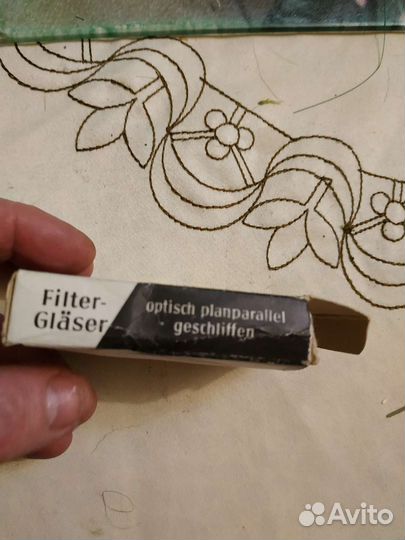 Filter-
Gläser
optisch planparallel
geschliffen
Avito